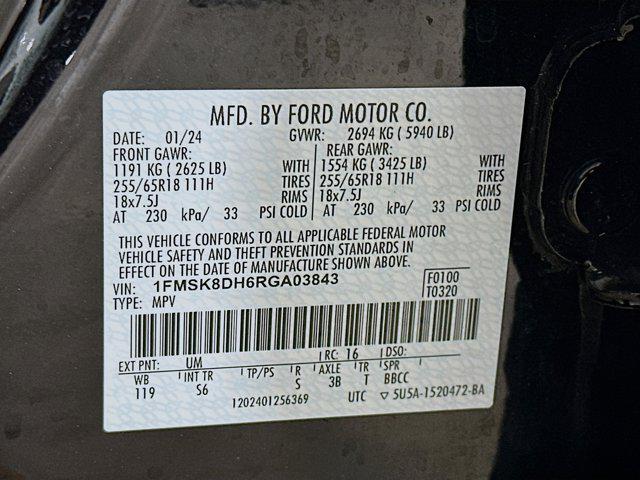 MFD. BY FORD MOTOR CO.
DATE: 01/24 GVWR: 2694 KG ( 5940 LB)
FRONT GAWR: REAR GAWR:
1191 KG ( 2625 LB) WITH 1554 KG ( 3425 LB) WITH
255/65R18 111H TIRES 255/65R18 111H TIRES
18x7.5J RIMS 18x7.5J RIMS
AT 230 kPa/ 33 PSI COLD AT 230 kPa/ 33 PSI COLD
THIS VEHICLE CONFORMS TO ALL APPLICABLE FEDERAL MOTOR
VEHICLE SAFETY AND THEFT PREVENTION STANDARDS IN
EFFECT ON THE DATE OF MANUFACTURE SHOWN ABOVE.
VIN: 1FMSK8DH6RGA03843 F0100
TYPE: MPV T0320
EXT PNT: UM RC: 16 DSO:
WB INT TR TP/PS R AXLE TR SPR
119 S6 S 3B T BBCC
1202401256369 UTC ▽ 5U5A-1520472-BA